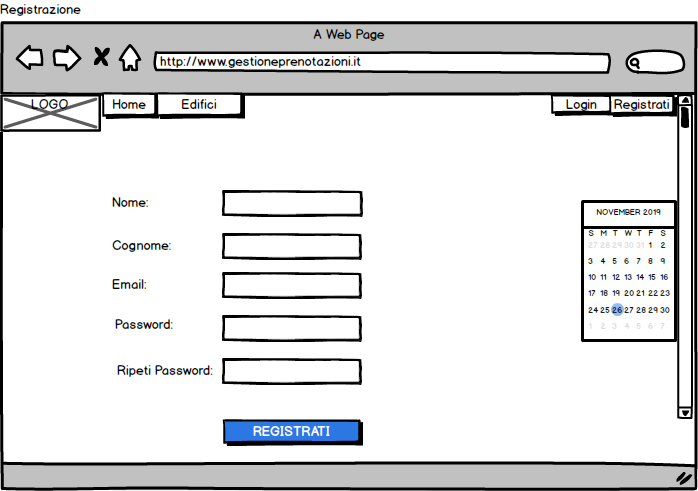 Registrazione
A Web Page
http://www.gestioneprenotazioni.it
LOGO
Home
Edifici
Login
Registrati
Nome:
Cognome:
Email:
Password:
Ripeti Password:
REGISTRATI
NOVEMBER 2019
S M T W T F S
27 28 29 30 31 1 2
3 4 5 6 7 8 9
10 11 12 13 14 15 16
17 18 19 20 21 22 23
24 25 26 27 28 29 30
1 2 3 4 5 6 7